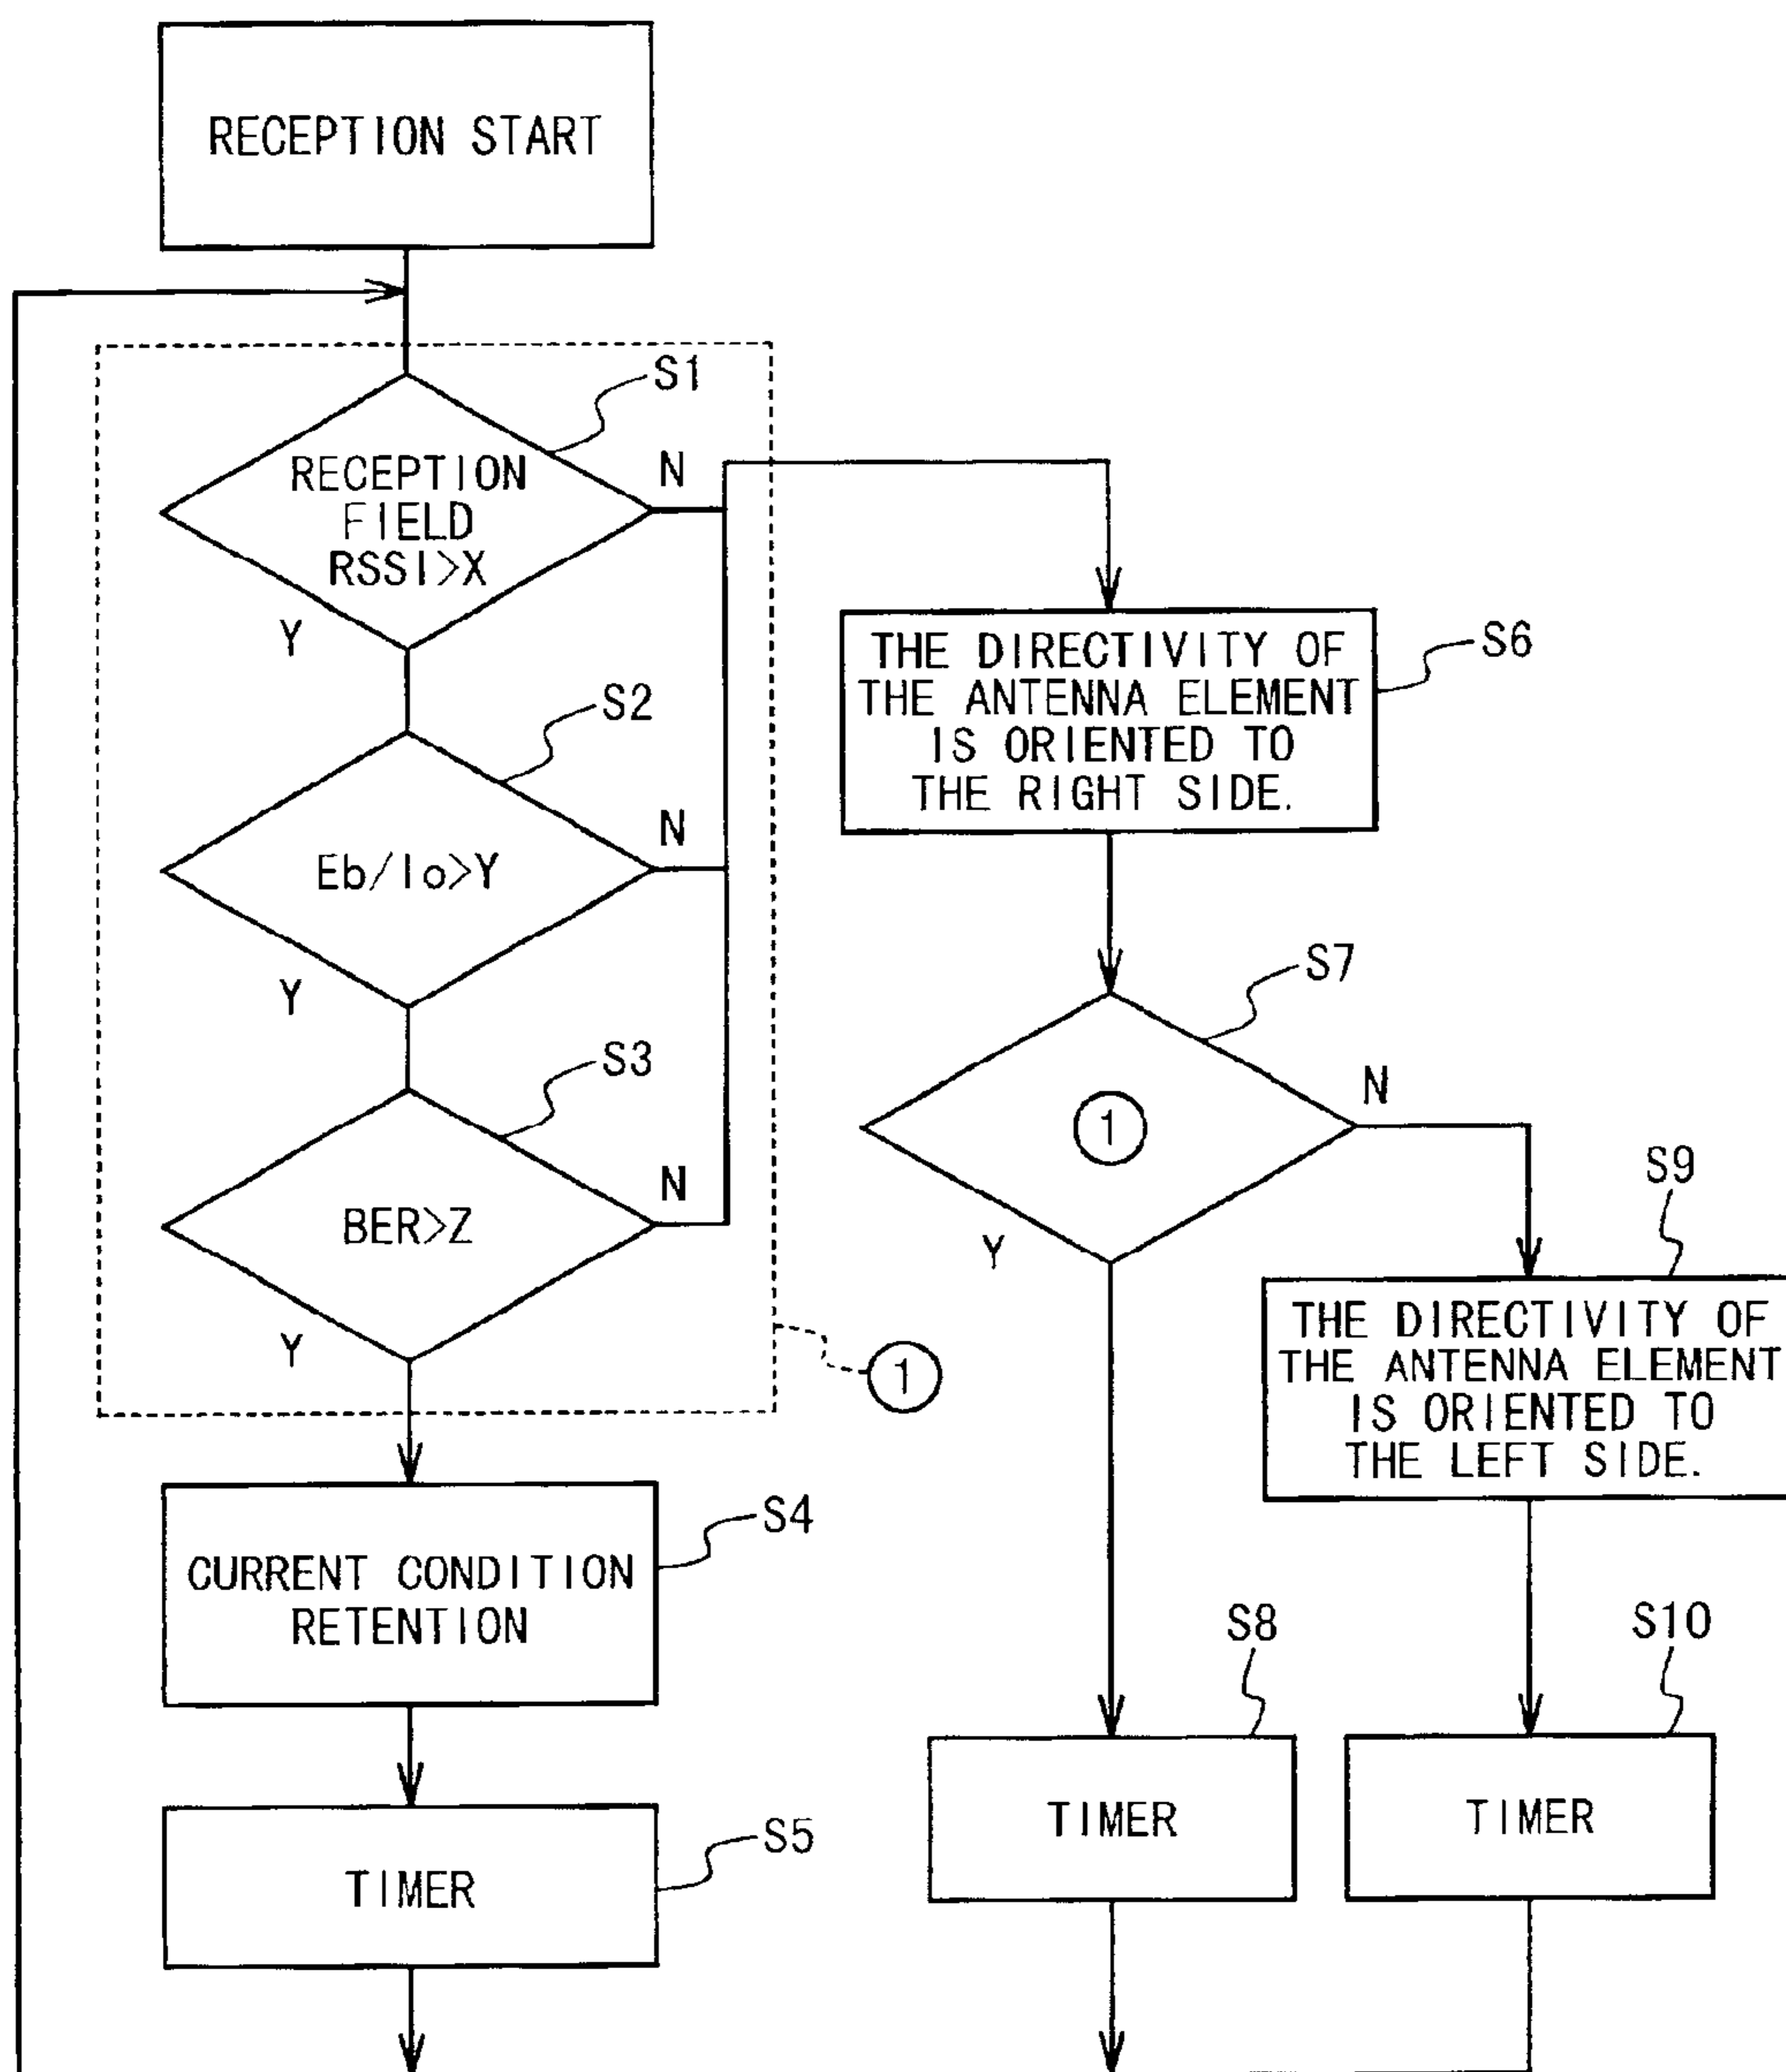 RECEPTION START
S1
RECEPTION
FIELD
RSSI>X
N
Y
S2
Eb/Io>Y
N
Y
S3
BER>Z
N
Y
①
S4
CURRENT CONDITION
RETENTION
S5
TIMER
S6
THE DIRECTIVITY OF
THE ANTENNA ELEMENT
IS ORIENTED TO
THE RIGHT SIDE.
S7
①
N
Y
S8
TIMER
S9
THE DIRECTIVITY OF
THE ANTENNA ELEMENT
IS ORIENTED TO
THE LEFT SIDE.
S10
TIMER